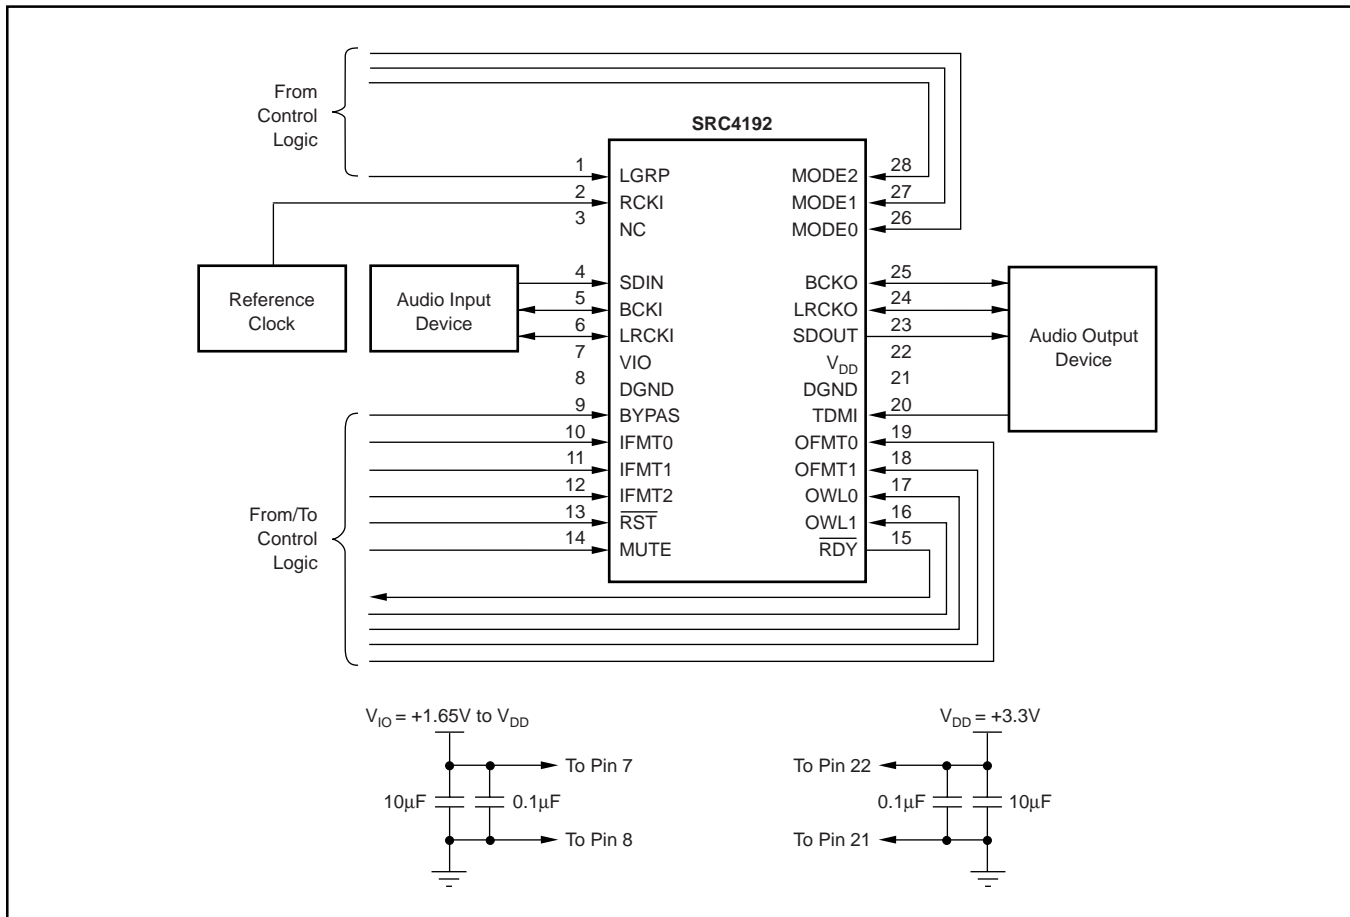 From
Control
Logic
SRC4192
1 LGRP MODE2 28
2 RCKI MODE1 27
3 NC MODE0 26
4 SDIN BCKO 25
5 BCKI LRCKO 24
6 LRCKI SDOUT 23
7 VIO VDD 22
8 DGND DGND 21
9 BYPAS TDMI 20
10 IFMT0 OFMT0 19
11 IFMT1 OFMT1 18
12 IFMT2 OWL0 17
13 RST OWL1 16
14 MUTE RDY 15
Reference
Clock
Audio Input
Device
Audio Output
Device
From/To
Control
Logic
VIO = +1.65V to VDD
To Pin 7
10µF 0.1µF
To Pin 8
VDD = +3.3V
To Pin 22
0.1µF 10µF
To Pin 21